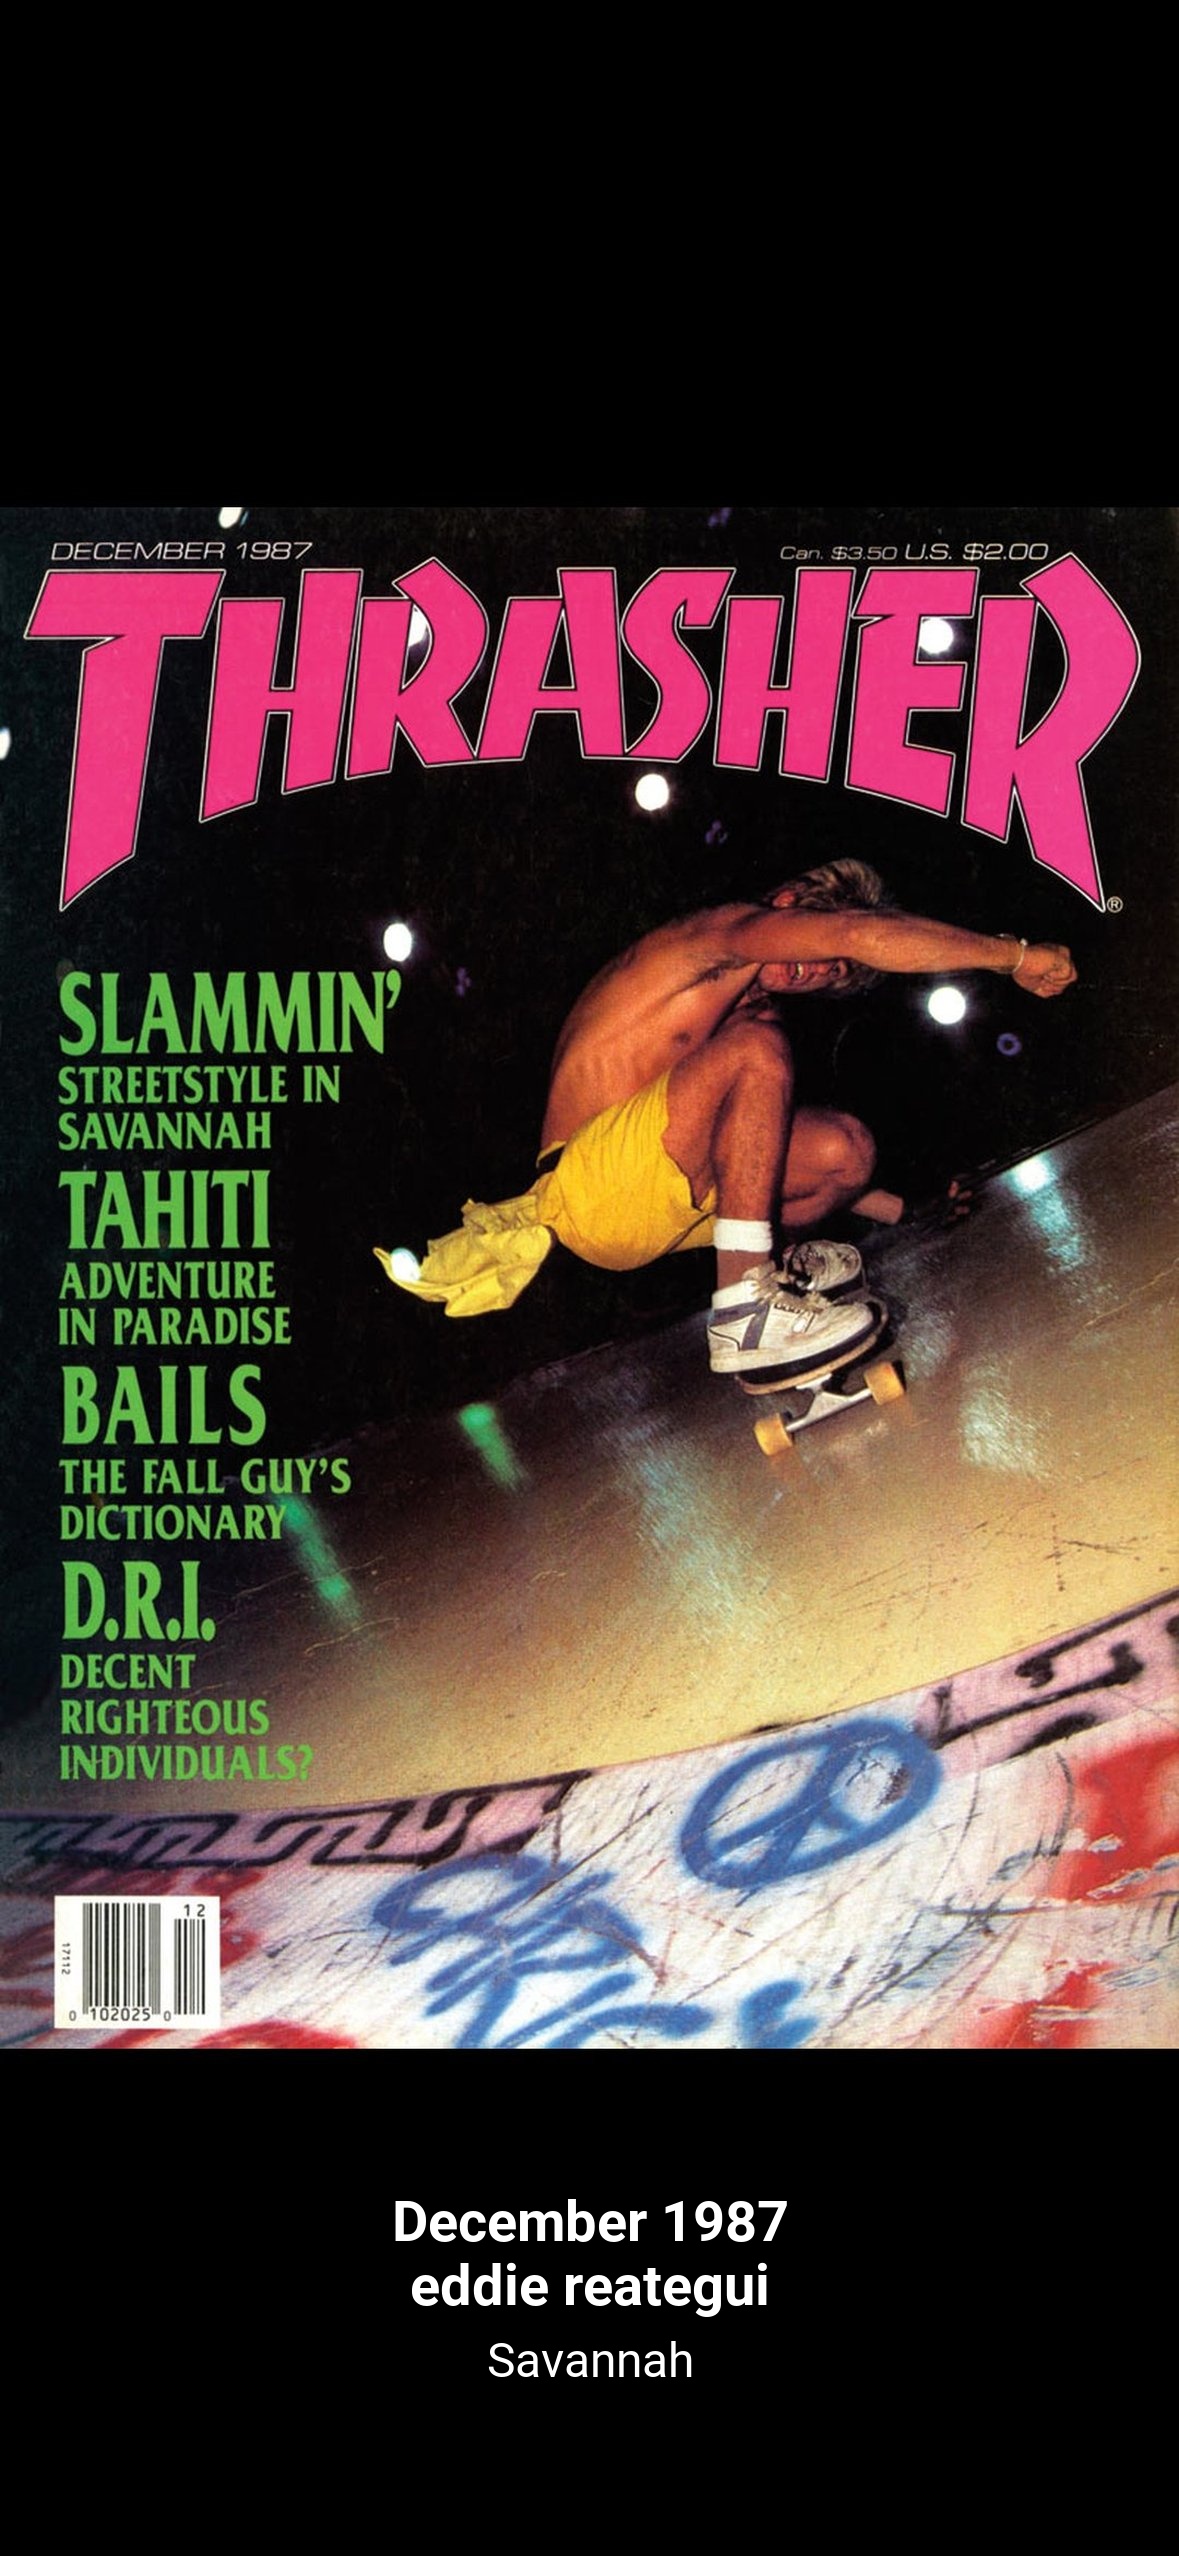 DECEMBER 1987
Can. $3.50 U.S. $2.00
THRASHER®
SLAMMIN'
STREETSTYLE IN
SAVANNAH
TAHITI
ADVENTURE
IN PARADISE
BAILS
THE FALL GUY'S
DICTIONARY
D.R.I.
DECENT
RIGHTEOUS
INDIVIDUALS?
12
17112
0 102025 0
December 1987
eddie reategui
Savannah